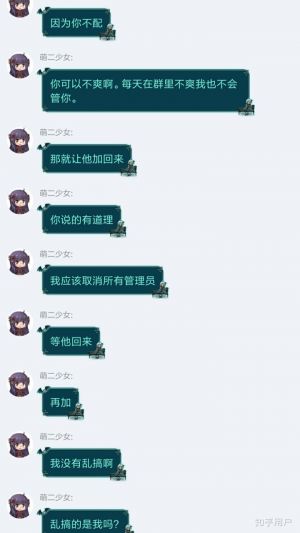 因为你不配
萌二少女:
你可以不爽啊。每天在群里不爽我也不会
管你。
萌二少女:
那就让他加回来
萌二少女:
你说的有道理
萌二少女:
我应该取消所有管理员
萌二少女:
等他回来
萌二少女:
再加
萌二少女:
我没有乱搞啊
萌二少女:
乱搞的是我吗?
知乎用户